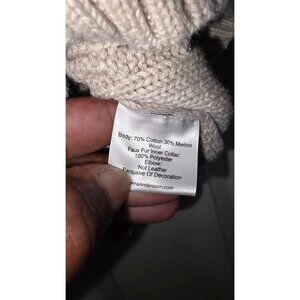 Body: 70% Cotton 30% Merino
Wool
Faux Fur Inner Collar:
100% Polyester
Elbow:
Not Leather
Exclusive Of Decoration